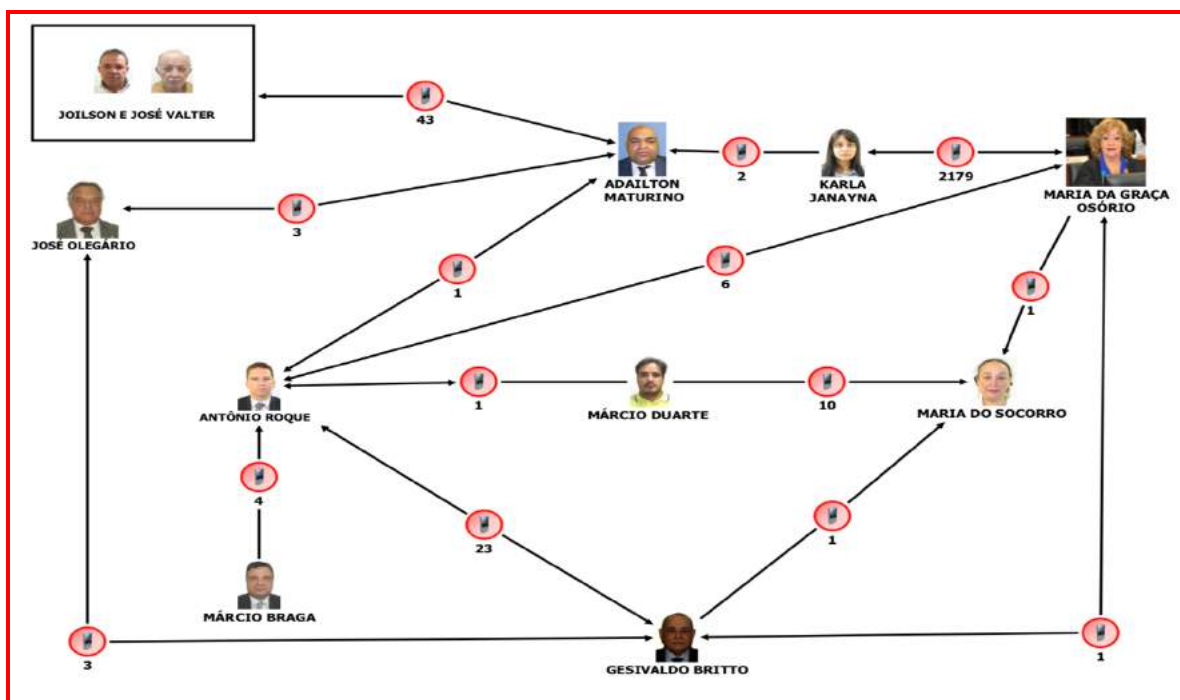 JOILSON E JOSÉ VALTER
43
ADAILTON
MATURINO
2
KARLA
JANAYNA
2179
MARIA DA GRAÇA
OSÓRIO
JOSÉ OLEGÁRIO
3
1
6
1
ANTÔNIO ROQUE
1
MÁRCIO DUARTE
10
MARIA DO SOCORRO
4
23
1
MÁRCIO BRAGA
3
GESIVALDO BRITTO
1